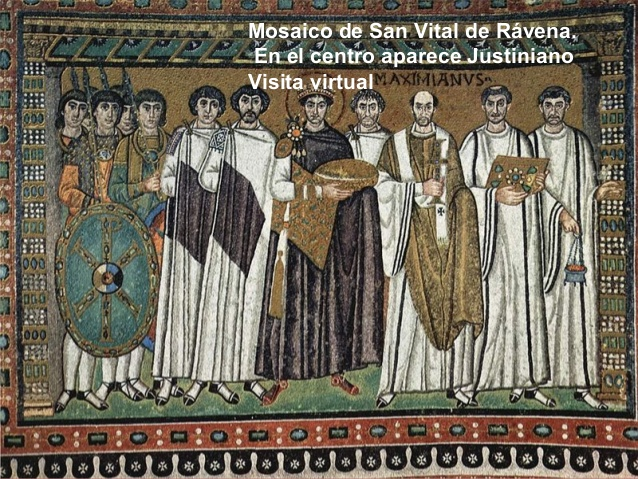 Mosaico de San Vital de Rávena,
En el centro aparece Justiniano
Visita virtual
MAXIMIANVS